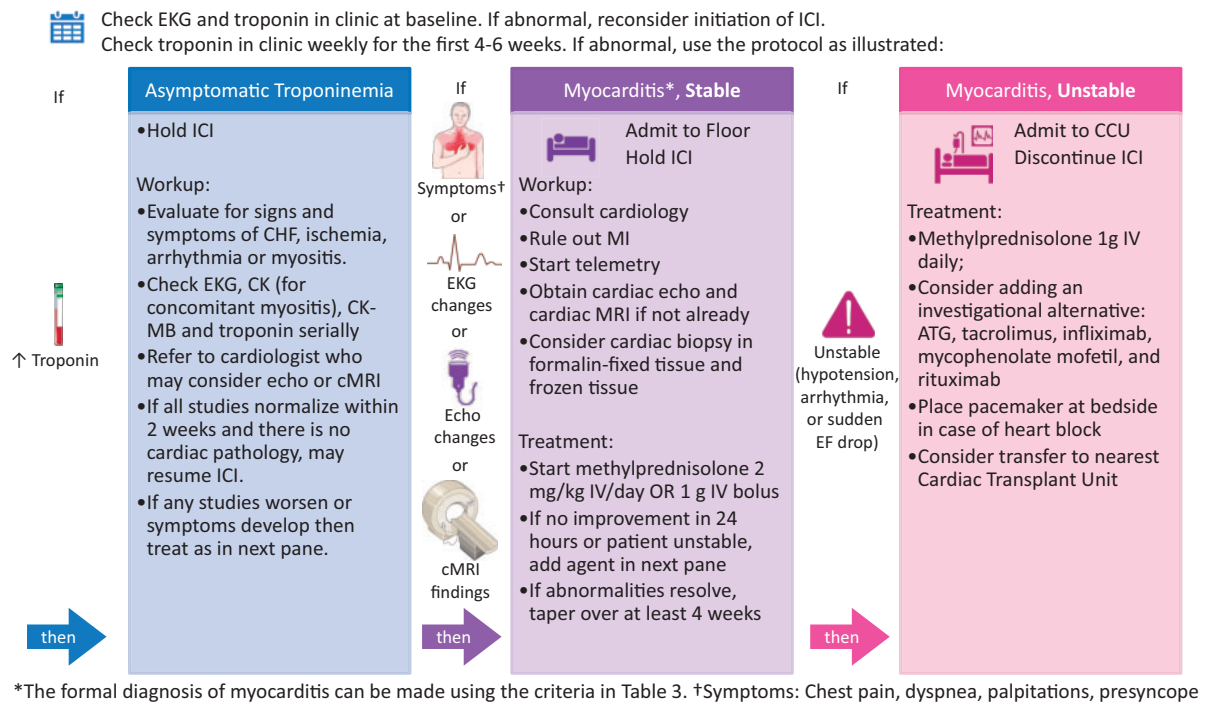 Check EKG and troponin in clinic at baseline. If abnormal, reconsider initiation of ICI.
Check troponin in clinic weekly for the first 4-6 weeks. If abnormal, use the protocol as illustrated:
If
↑ Troponin
then
Asymptomatic Troponinemia
•Hold ICI
Workup:
•Evaluate for signs and
symptoms of CHF, ischemia,
arrhythmia or myositis.
•Check EKG, CK (for
concomitant myositis), CK-
MB and troponin serially
•Refer to cardiologist who
may consider echo or cMRI
•If all studies normalize within
2 weeks and there is no
cardiac pathology, may
resume ICI.
•If any studies worsen or
symptoms develop then
treat as in next pane.
If
Symptoms†
or
EKG
changes
or
Echo
changes
or
cMRI
findings
then
Myocarditis*, Stable
Admit to Floor
Hold ICI
Workup:
•Consult cardiology
•Rule out MI
•Start telemetry
•Obtain cardiac echo and
cardiac MRI if not already
•Consider cardiac biopsy in
formalin-fixed tissue and
frozen tissue
Treatment:
•Start methylprednisolone 2
mg/kg IV/day OR 1 g IV bolus
•If no improvement in 24
hours or patient unstable,
add agent in next pane
•If abnormalities resolve,
taper over at least 4 weeks
If
Unstable
(hypotension,
arrhythmia,
or sudden
EF drop)
then
Myocarditis, Unstable
Admit to CCU
Discontinue ICI
Treatment:
•Methylprednisolone 1g IV
daily;
•Consider adding an
investigational alternative:
ATG, tacrolimus, infliximab,
mycophenolate mofetil, and
rituximab
•Place pacemaker at bedside
in case of heart block
•Consider transfer to nearest
Cardiac Transplant Unit
*The formal diagnosis of myocarditis can be made using the criteria in Table 3. †Symptoms: Chest pain, dyspnea, palpitations, presyncope